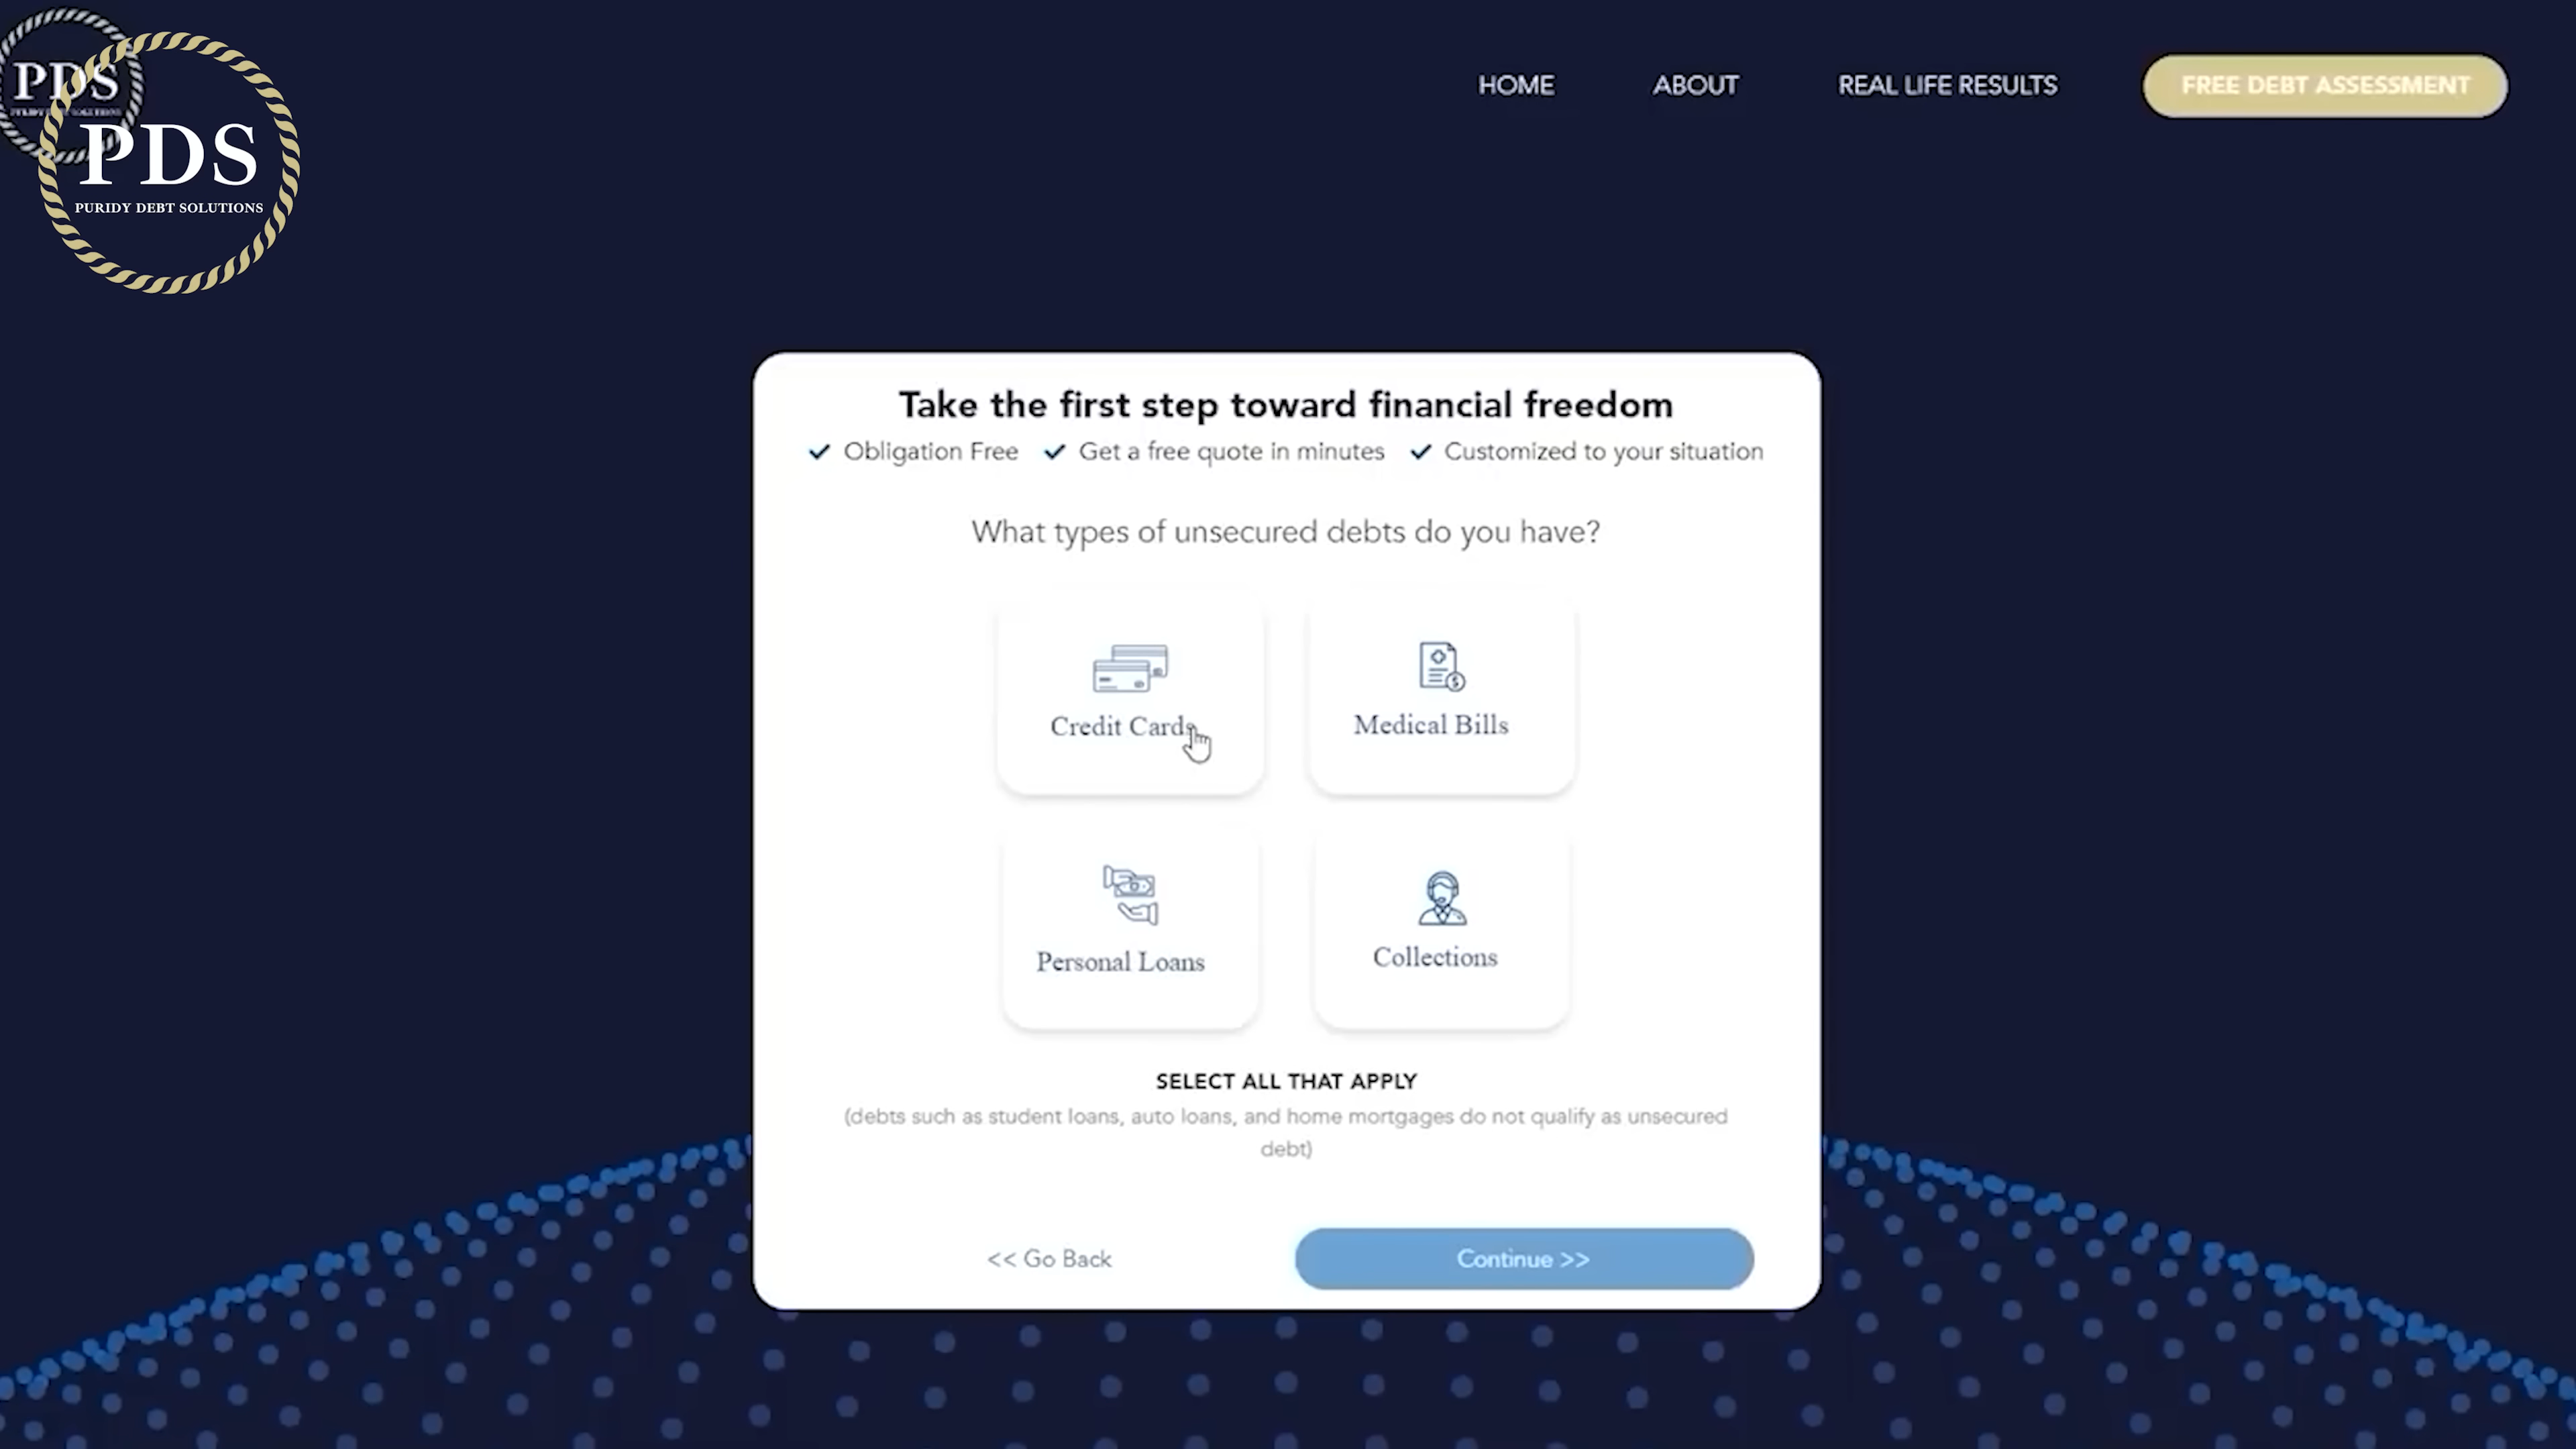 PDS
PDS
PURIDY DEBT SOLUTIONS
HOME
ABOUT
REAL LIFE RESULTS
FREE DEBT ASSESSMENT
Take the first step toward financial freedom
Obligation Free
Get a free quote in minutes
Customized to your situation
What types of unsecured debts do you have?
Credit Cards
Medical Bills
Personal Loans
Collections
SELECT ALL THAT APPLY
(debts such as student loans, auto loans, and home mortgages do not qualify as unsecured
debt)
<< Go Back
Continue >>